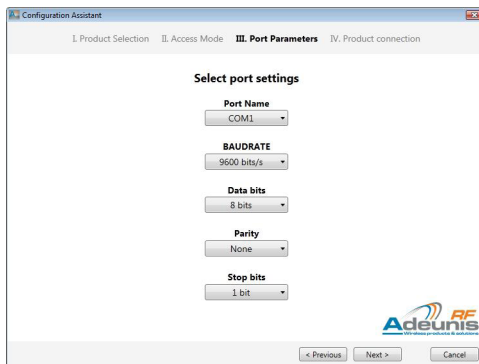 Configuration Assistant
I. Product Selection II. Access Mode III. Port Parameters IV. Product connection
Select port settings
Port Name
COM1
BAUDRATE
9600 bits/s
Data bits
8 bits
Parity
None
Stop bits
1 bit
Adeunis RF
Wireless products & solutions
< Previous Next > Cancel